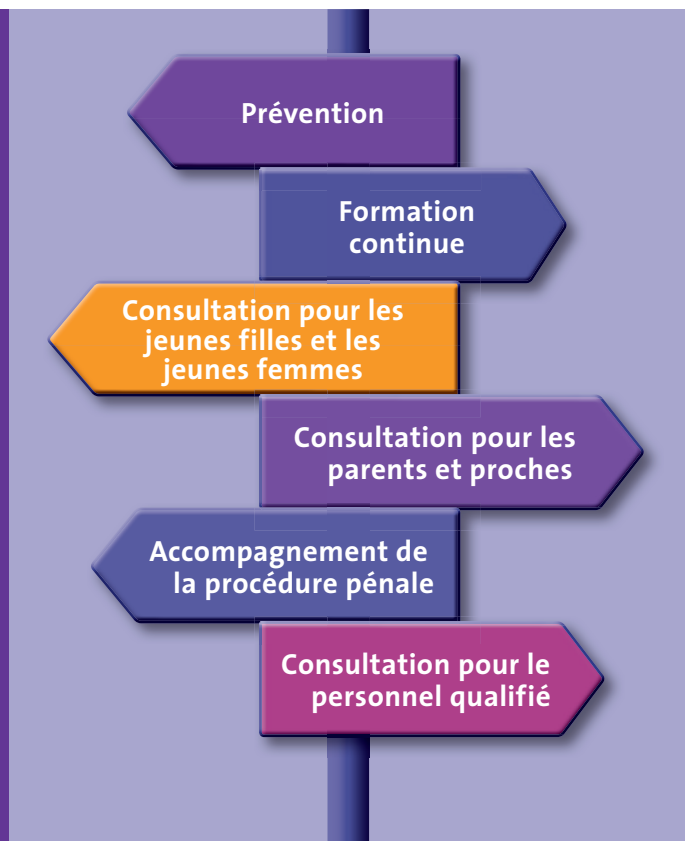 Prévention
Formation
continue
Consultation pour les
jeunes filles et les
jeunes femmes
Consultation pour les
parents et proches
Accompagnement de
la procédure pénale
Consultation pour le
personnel qualifié